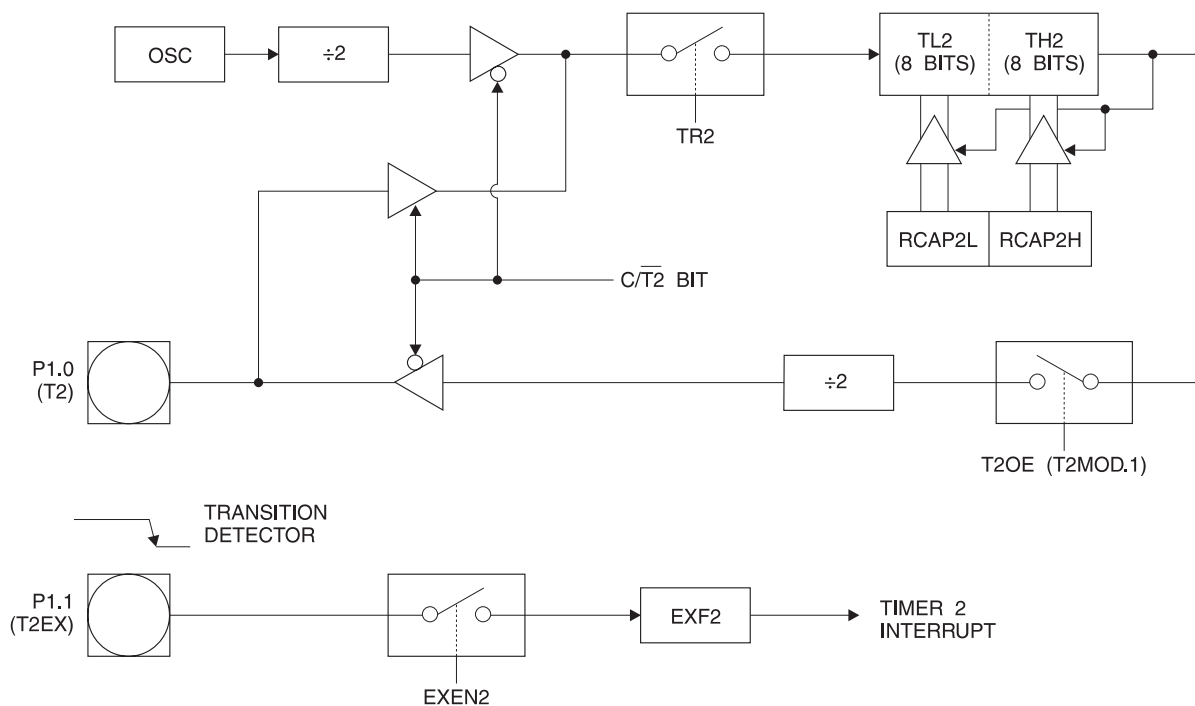 OSC
÷2
TL2
(8 BITS)
TH2
(8 BITS)
TR2
RCAP2L
RCAP2H
C/T2 BIT
P1.0
(T2)
÷2
T2OE (T2MOD.1)
TRANSITION
DETECTOR
P1.1
(T2EX)
EXF2
TIMER 2
INTERRUPT
EXEN2